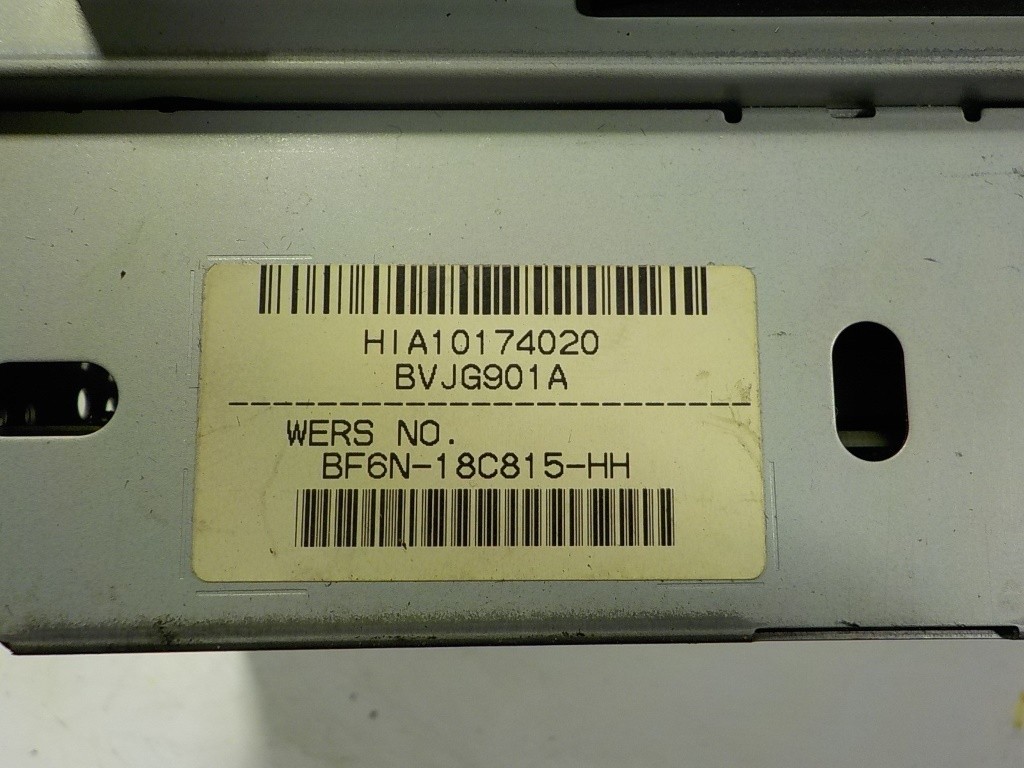 HIA10174020
BVJG901A
WERS NO.
BF6N-18C815-HH